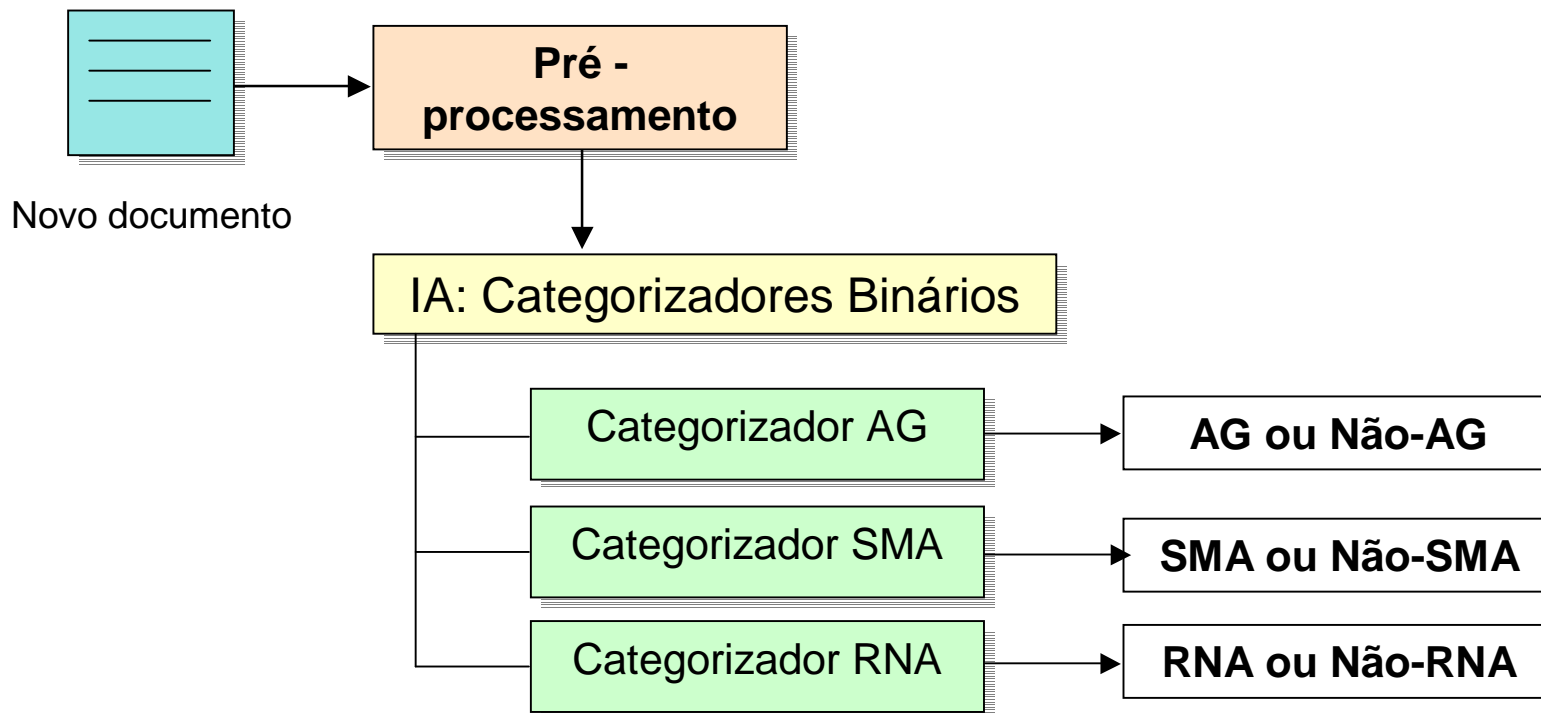 Pré -
processamento
Novo documento
IA: Categorizadores Binários
Categorizador AG
AG ou Não-AG
Categorizador SMA
SMA ou Não-SMA
Categorizador RNA
RNA ou Não-RNA